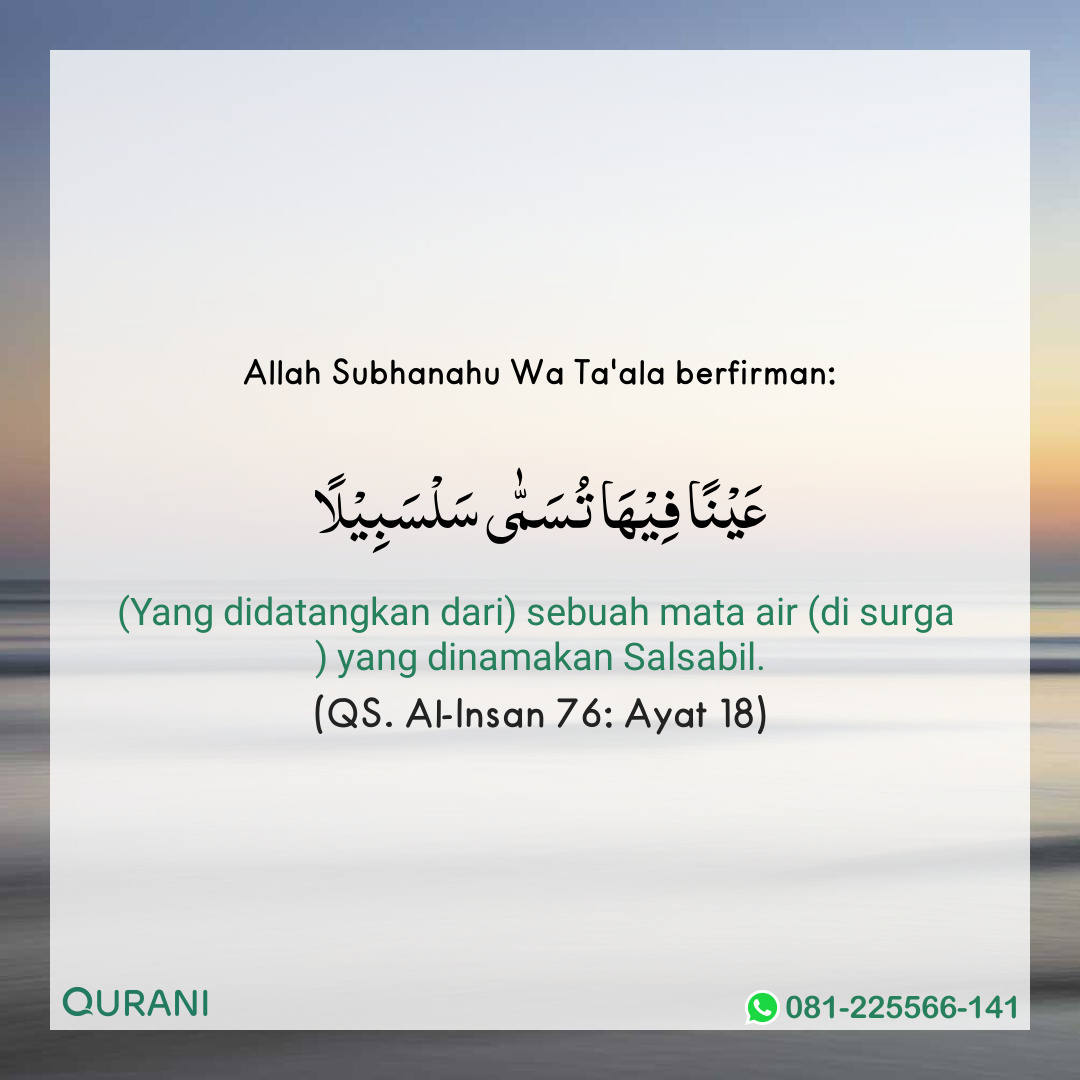 Allah Subhanahu Wa Ta'ala berfirman:
عَيْنًا فِيْهَا تُسَمّٰى سَلْسَبِيْلًا
(Yang didatangkan dari) sebuah mata air (di surga
) yang dinamakan Salsabil.
(QS. Al-Insan 76: Ayat 18)
QURANI
081-225566-141